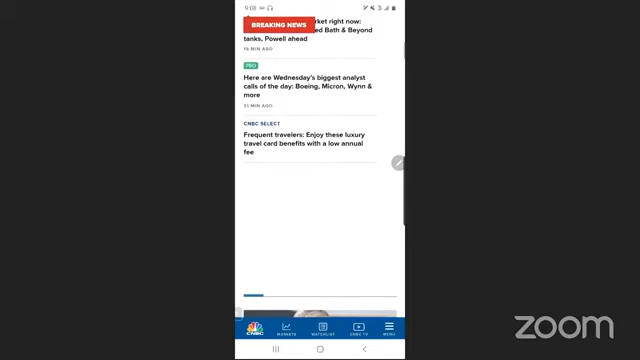 9:08
BREAKING NEWS
rket right now:
ed Bath & Beyond
tanks, Powell ahead
19 MIN AGO
PRO
Here are Wednesday's biggest analyst
calls of the day: Boeing, Micron, Wynn &
more
31 MIN AGO
CNBC SELECT
Frequent travelers: Enjoy these luxury
travel card benefits with a low annual
fee
CNBC
MARKETS
WATCHLIST
CNBC TV
MENU
zoom